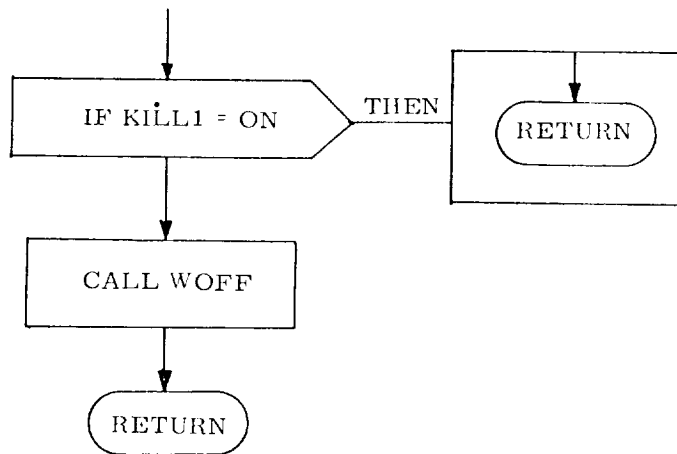 IF KILL1 = ON
THEN
RETURN
CALL WOFF
RETURN